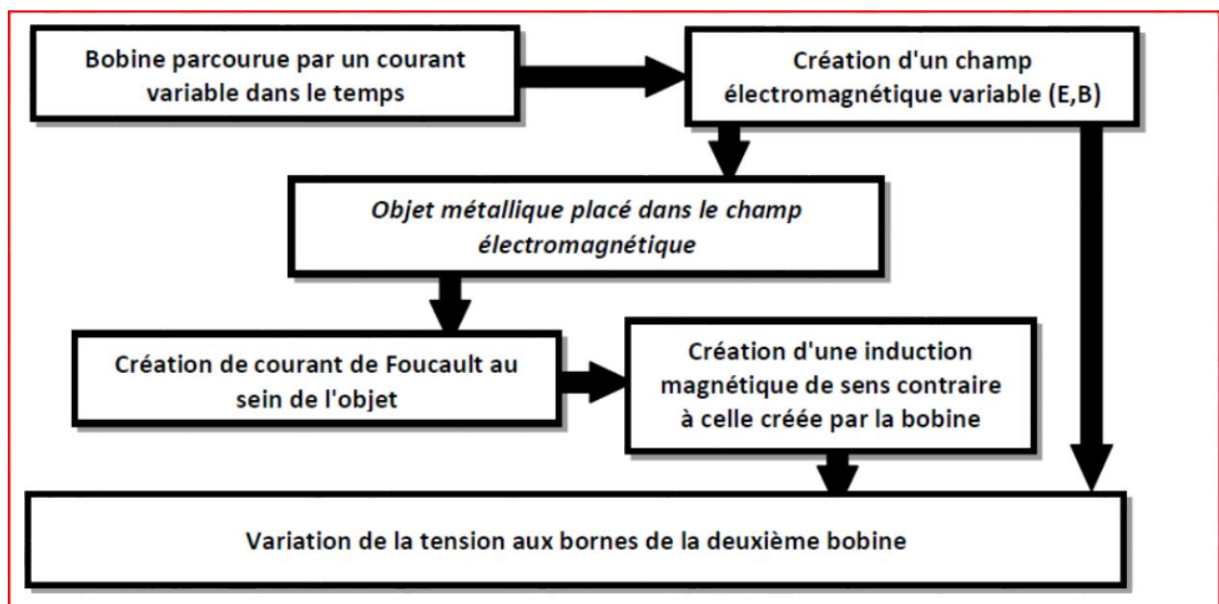 Bobine parcourue par un courant
variable dans le temps
Création d'un champ
électromagnétique variable (E,B)
Objet métallique placé dans le champ
électromagnétique
Création de courant de Foucault au
sein de l'objet
Création d'une induction
magnétique de sens contraire
à celle créée par la bobine
Variation de la tension aux bornes de la deuxième bobine